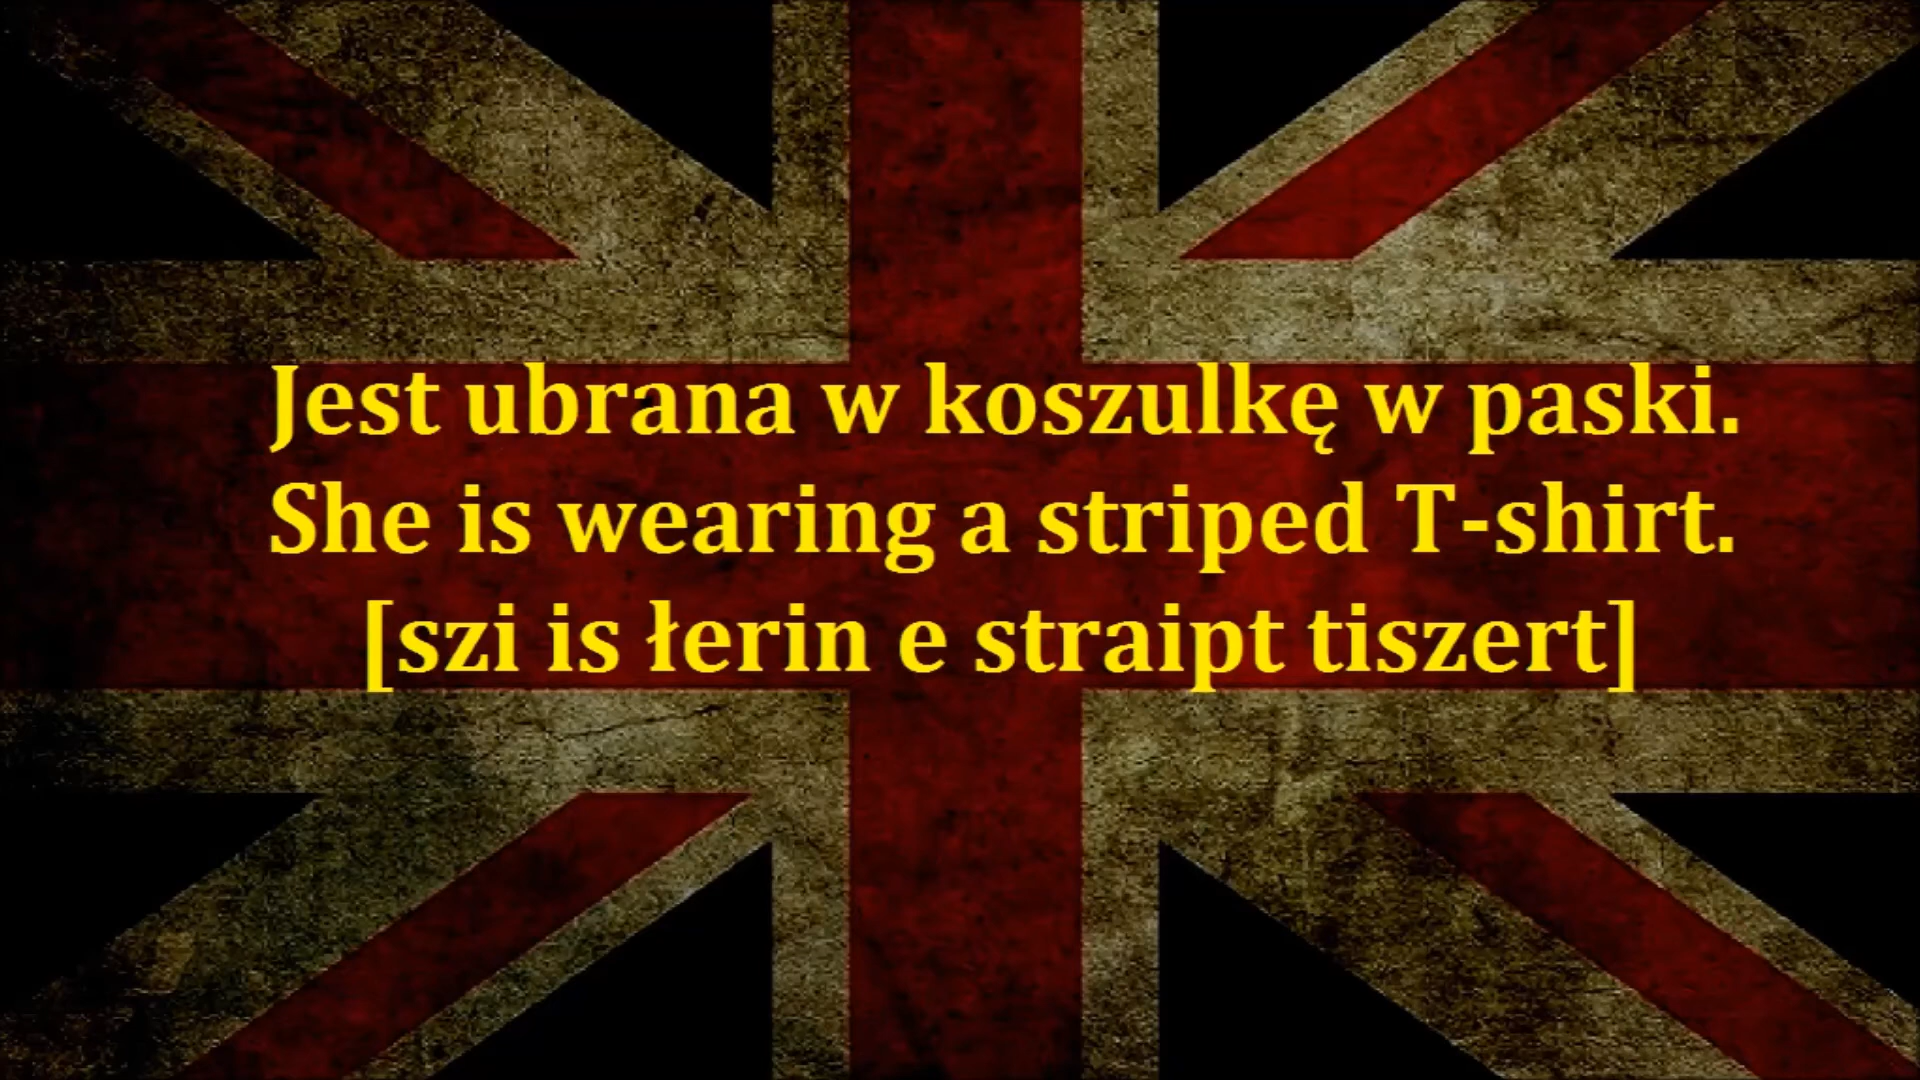 Jest ubrana w koszulkę w paski.
She is wearing a striped T-shirt.
[szi is łerin e straipt tiszert]